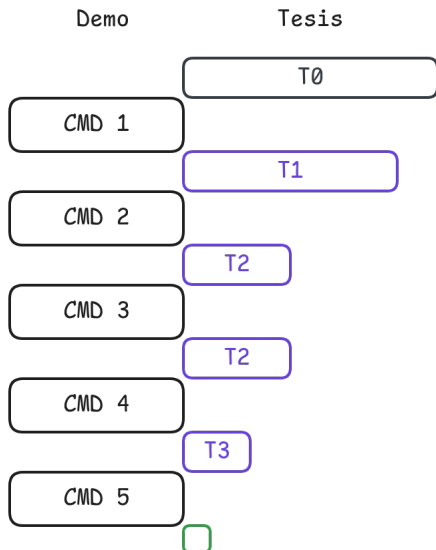 Demo Tesis
T0
CMD 1
T1
CMD 2
T2
CMD 3
T2
CMD 4
T3
CMD 5